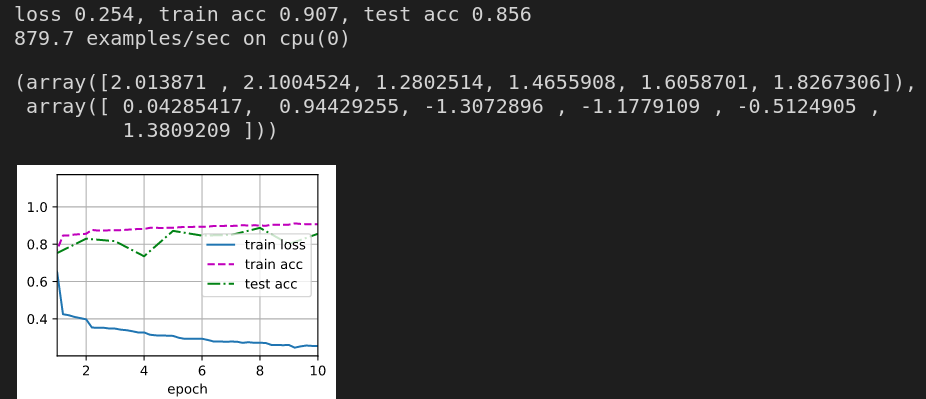 loss 0.254, train acc 0.907, test acc 0.856
879.7 examples/sec on cpu(0)
(array([2.013871 , 2.1004524, 1.2802514, 1.4655908, 1.6058701, 1.8267306]),
 array([ 0.04285417,  0.94429255, -1.3072896 , -1.1779109 , -0.5124905 ,
         1.3809209 ]))
1.0
0.8
0.6
0.4
train loss
train acc
test acc
2 4 6 8 10
epoch